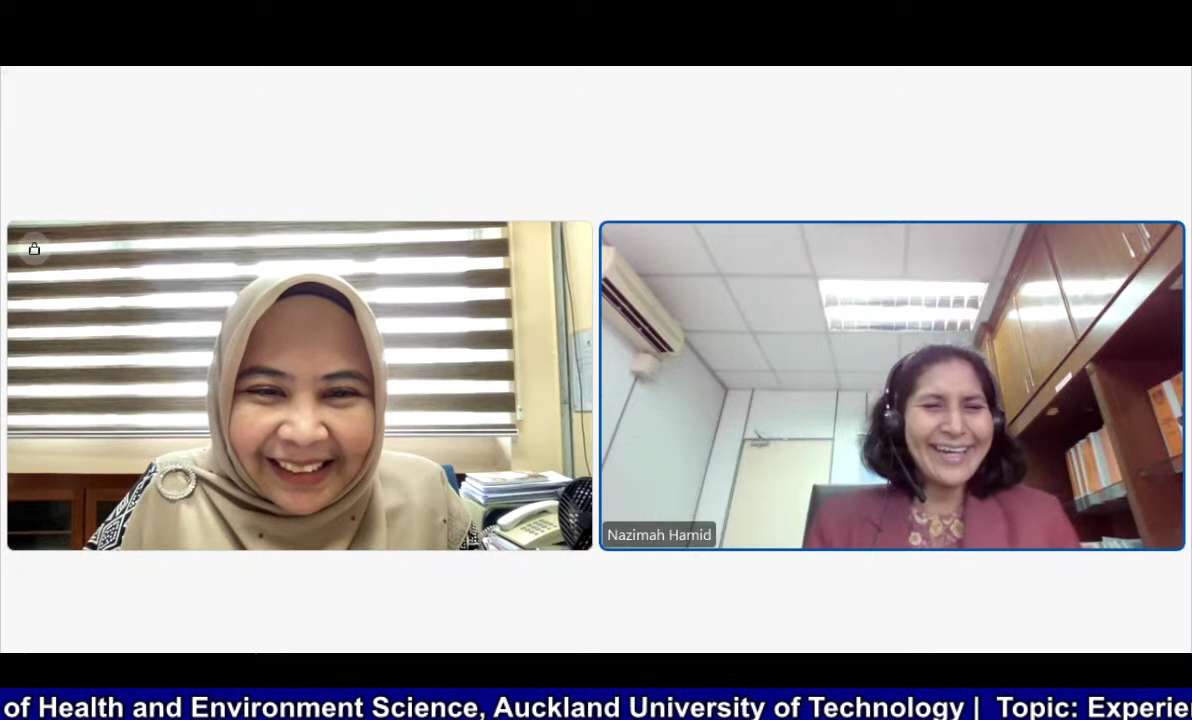 Nazimah Hamid
of Health and Environment Science, Auckland University of Technology | Topic: Experie